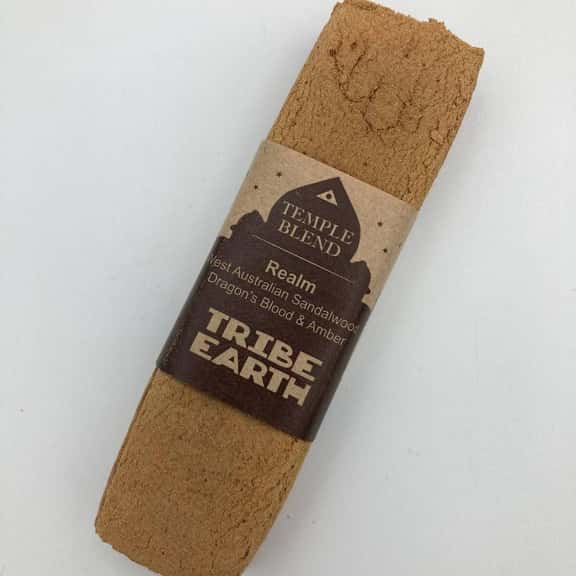 TEMPLE
BLEND
Realm
West Australian Sandalwood
Dragon's Blood & Amber
TRIBE
EARTH